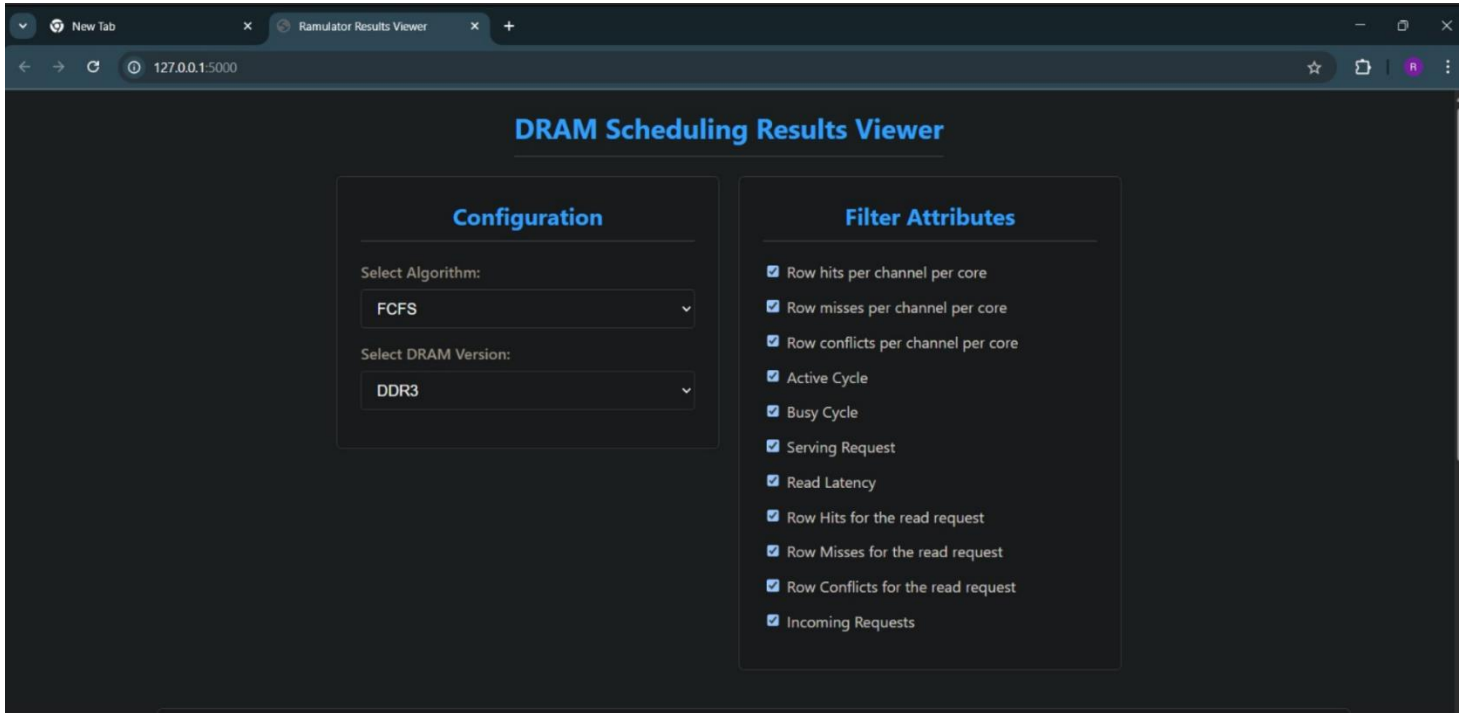 New Tab
Ramulator Results Viewer
127.0.0.1:5000
R
DRAM Scheduling Results Viewer
Configuration
Select Algorithm:
FCFS
Select DRAM Version:
DDR3
Filter Attributes
Row hits per channel per core
Row misses per channel per core
Row conflicts per channel per core
Active Cycle
Busy Cycle
Serving Request
Read Latency
Row Hits for the read request
Row Misses for the read request
Row Conflicts for the read request
Incoming Requests